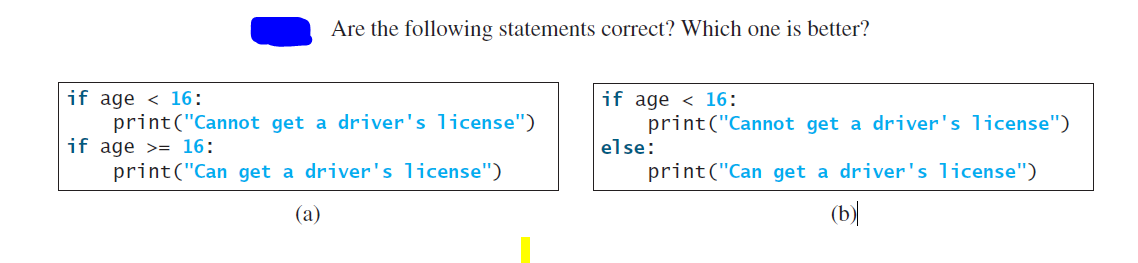 Are the following statements correct? Which one is better?
if age < 16:
    print("Cannot get a driver's license")
if age >= 16:
    print("Can get a driver's license")
(a)
if age < 16:
    print("Cannot get a driver's license")
else:
    print("Can get a driver's license")
(b)